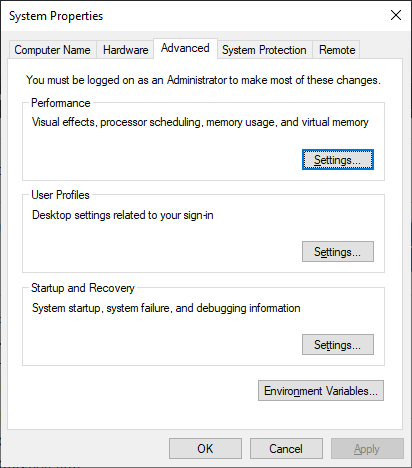 System Properties
Computer Name
Hardware
Advanced
System Protection
Remote
You must be logged on as an Administrator to make most of these changes.
Performance
Visual effects, processor scheduling, memory usage, and virtual memory
Settings...
User Profiles
Desktop settings related to your sign-in
Settings...
Startup and Recovery
System startup, system failure, and debugging information
Settings...
Environment Variables...
OK
Cancel
Apply